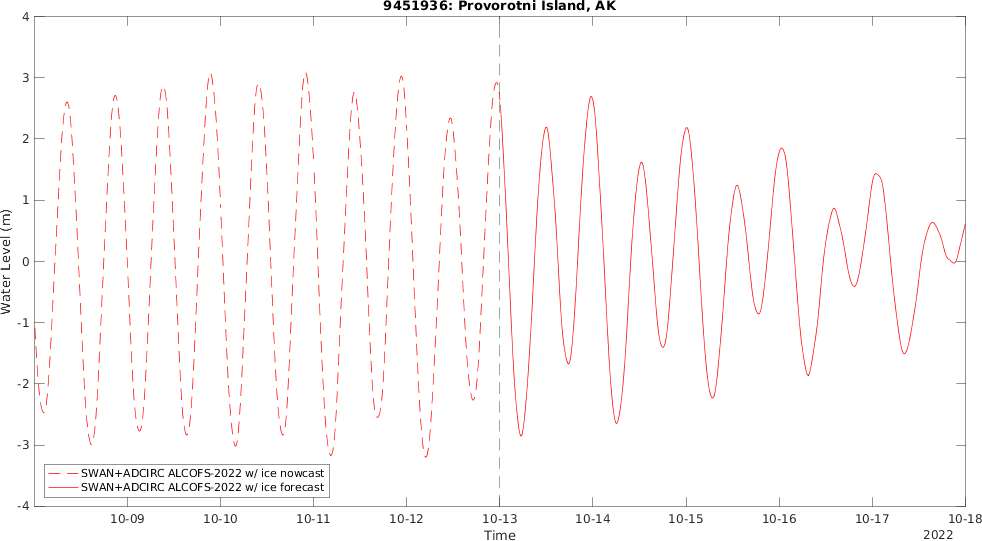 9451936: Provorotni Island, AK
4
3
2
1
0
-1
-2
-3
-4
Water Level (m)
SWAN+ADCIRC ALCOFS-2022 w/ ice nowcast
SWAN+ADCIRC ALCOFS-2022 w/ ice forecast
10-09 10-10 10-11 10-12 10-13 10-14 10-15 10-16 10-17 10-18
Time
2022